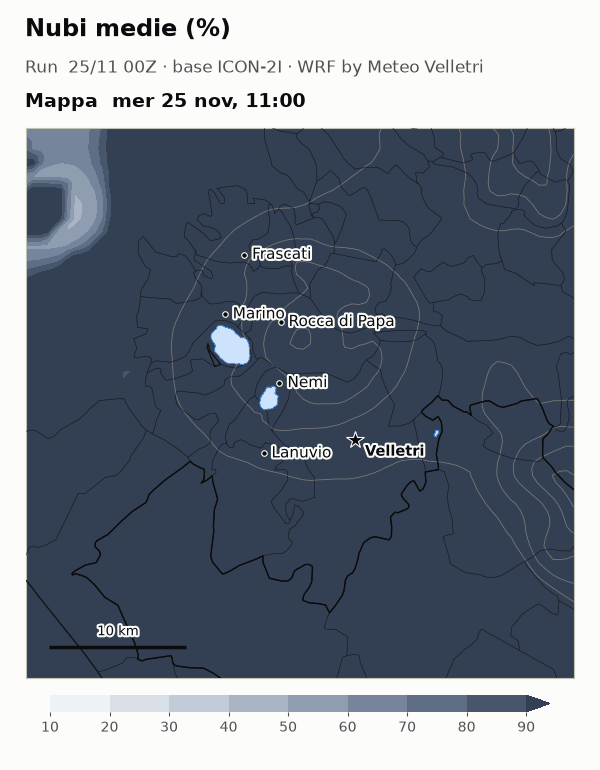 Nubi medie (%)
Run  25/11 00Z · base ICON-2I · WRF by Meteo Velletri
Mappa  mer 25 nov, 11:00
Frascati
Marino
Rocca di Papa
Nemi
Velletri
Lanuvio
10 km
10 20 30 40 50 60 70 80 90